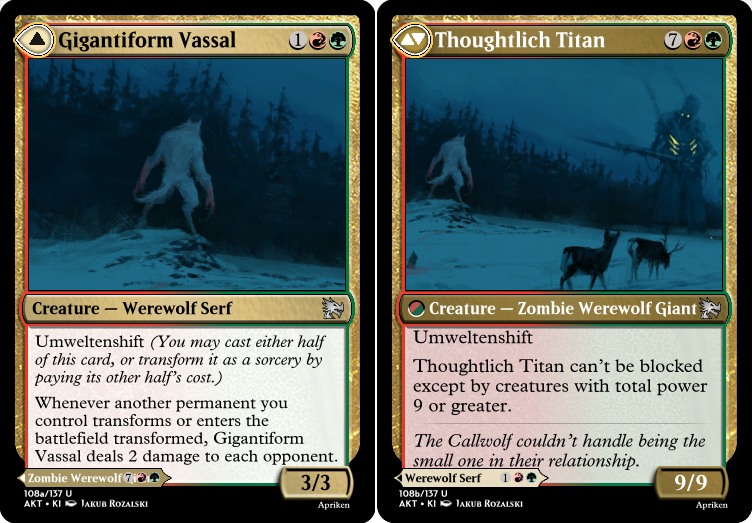 Gigantiform Vassal 1
Creature — Werewolf Serf
Umweltenshift (You may cast either half
of this card, or transform it as a sorcery by
paying its other half's cost.)
Whenever another permanent you
control transforms or enters the
battlefield transformed, Gigantiform
Vassal deals 2 damage to each opponent.
Zombie Werewolf 7
3/3
108a/137 U
AKT • KI Jakub Rozalski
Apriken
Thoughtlich Titan 7
Creature — Zombie Werewolf Giant
Umweltenshift
Thoughtlich Titan can't be blocked
except by creatures with total power
9 or greater.
The Callwolf couldn't handle being the
small one in their relationship.
Werewolf Serf 1
9/9
108b/137 U
AKT • KI Jakub Rozalski
Apriken